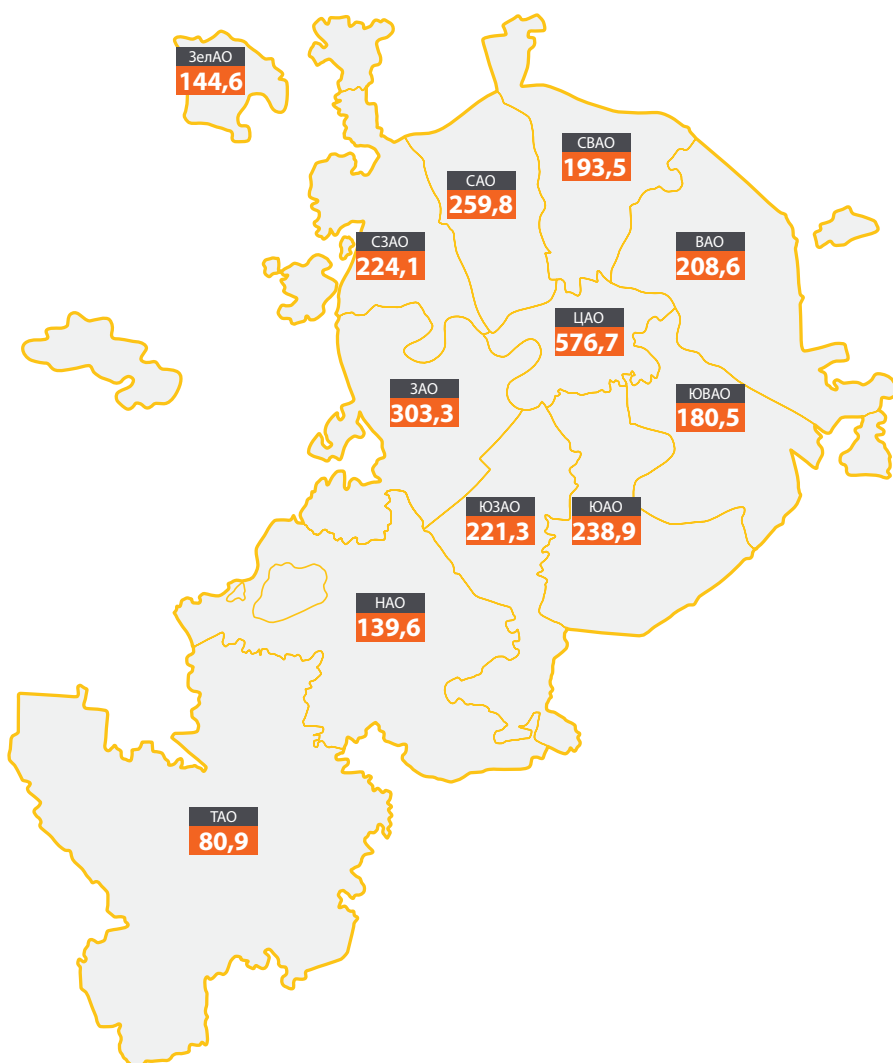 ЗелАО
144,6
СВАО
193,5
САО
259,8
СЗАО
224,1
ВАО
208,6
ЦАО
576,7
ЗАО
303,3
ЮВАО
180,5
ЮЗАО
221,3
ЮАО
238,9
НАО
139,6
ТАО
80,9